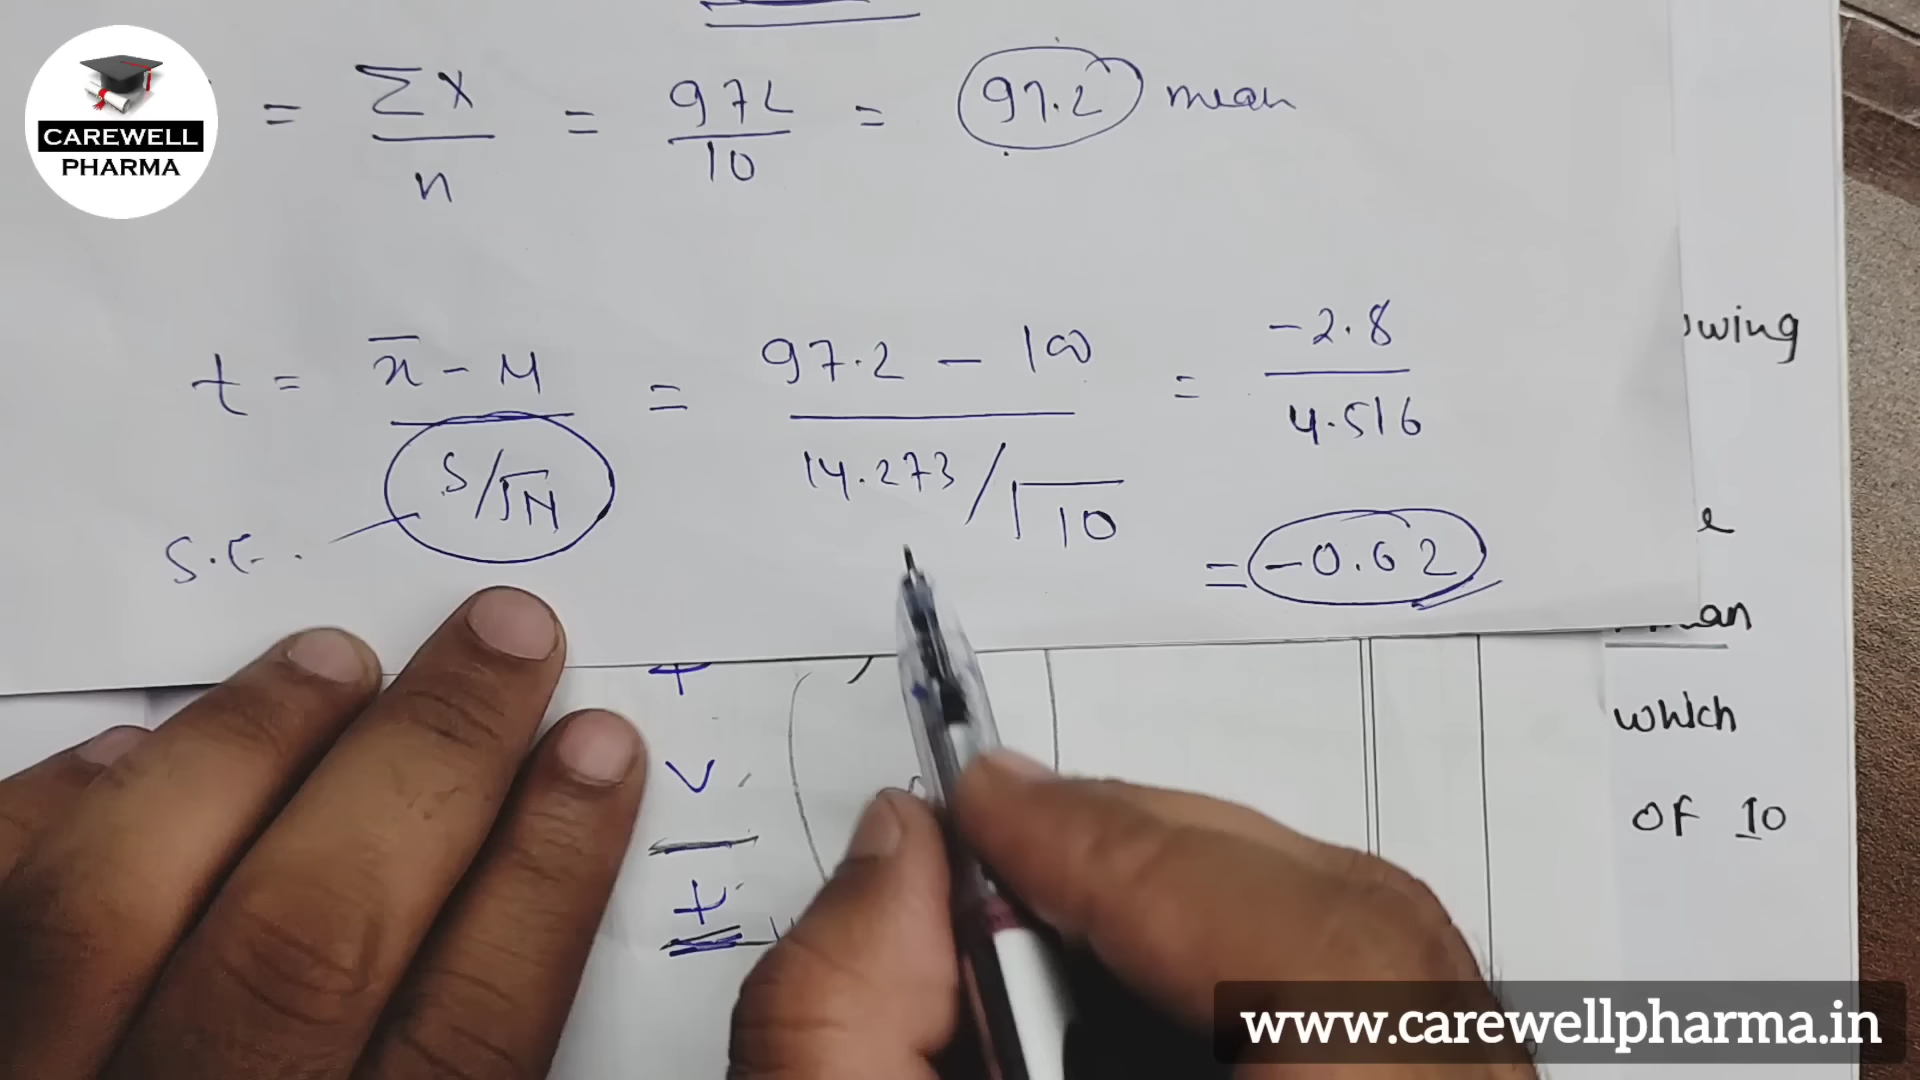 CAREWELL
PHARMA
= ΣX/n = 972/10 = 97.2 mean
t = x̄ - M / S/√N = 97.2 - 100 / 14.273/√10 = -2.8 / 4.516
S.E.
= -0.62
owing
e
an
which
OF 10
www.carewellpharma.in